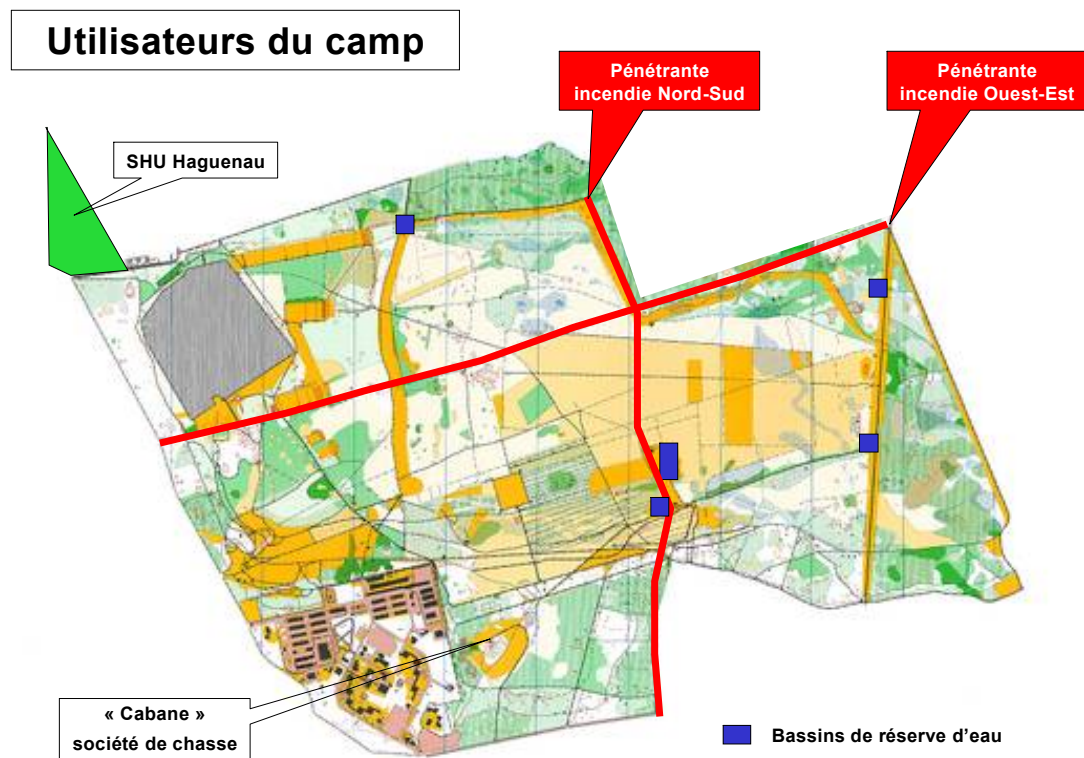 Utilisateurs du camp
Pénétrante
incendie Nord-Sud
Pénétrante
incendie Ouest-Est
SHU Haguenau
« Cabane »
société de chasse
Bassins de réserve d'eau